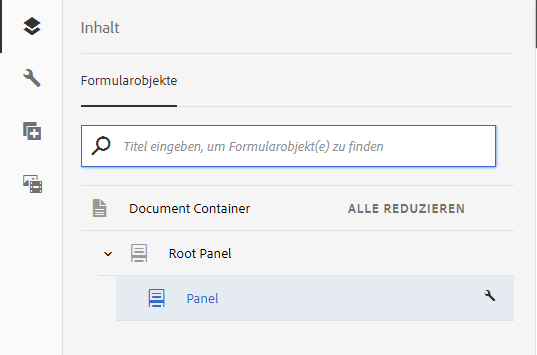 Inhalt
Formularobjekte
Titel eingeben, um Formularobjekt(e) zu finden
Document Container ALLE REDUZIEREN
Root Panel
Panel